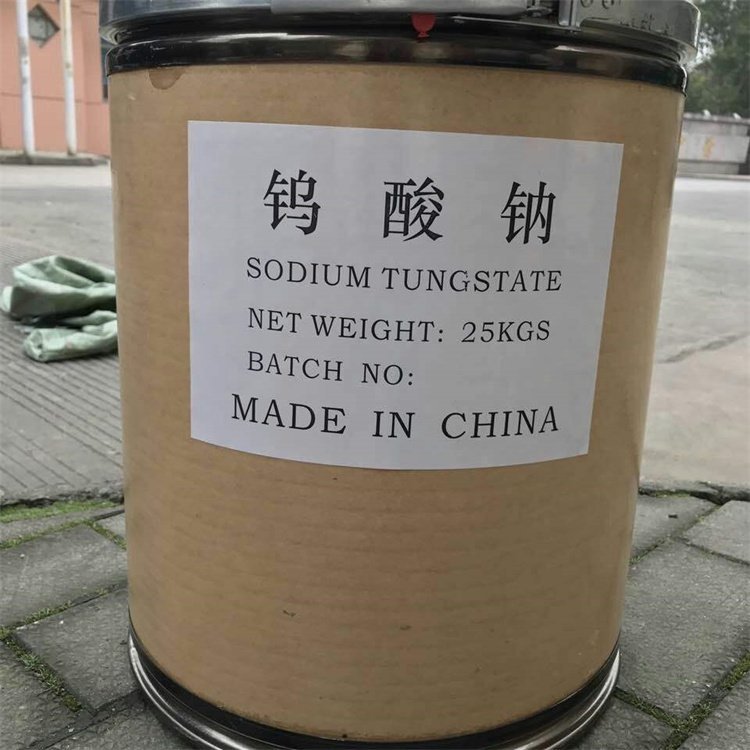 钨 酸 钠
SODIUM TUNGSTATE
NET WEIGHT: 25KGS
BATCH NO:
MADE IN CHINA